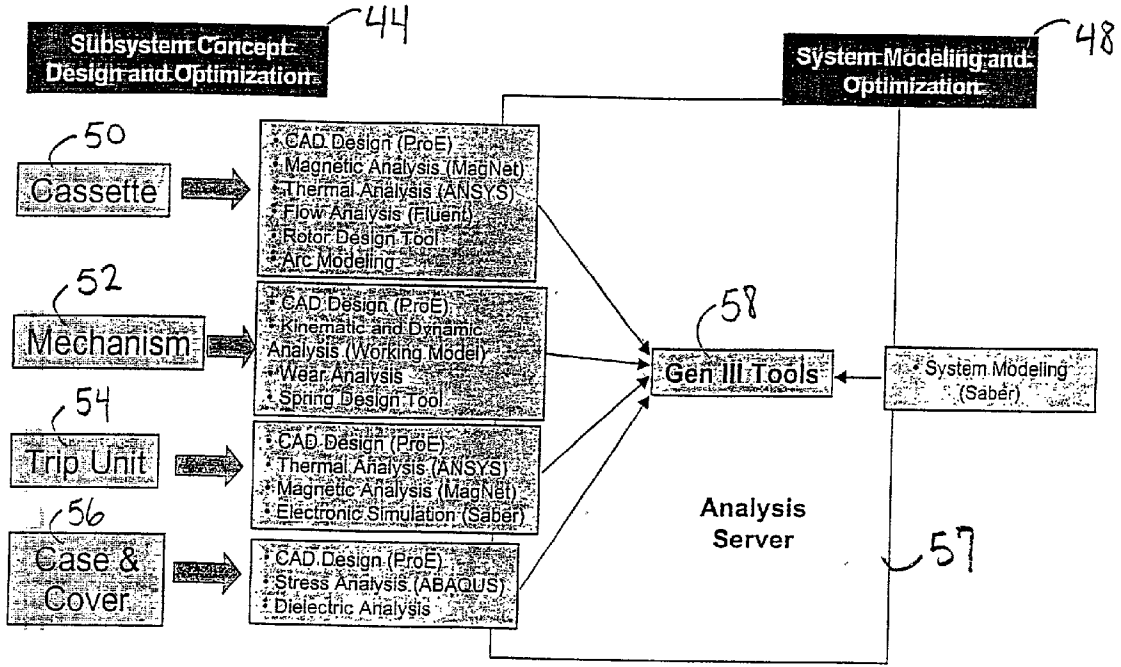 44
Subsystem Concept
Design and Optimization
48
System Modeling and
Optimization
50
Cassette
• CAD Design (ProE)
• Magnetic Analysis (MagNet)
• Thermal Analysis (ANSYS)
• Flow Analysis (Fluent)
• Rotor Design Tool
• Arc Modeling
52
Mechanism
• CAD Design (ProE)
• Kinematic and Dynamic
Analysis (Working Model)
• Wear Analysis
• Spring Design Tool
58
Gen III Tools
• System Modeling
(Saber)
54
Trip Unit
• CAD Design (ProE)
• Thermal Analysis (ANSYS)
• Magnetic Analysis (MagNet)
• Electronic Simulation (Saber)
Analysis
Server
57
56
Case &
Cover
• CAD Design (ProE)
• Stress Analysis (ABAQUS)
• Dielectric Analysis